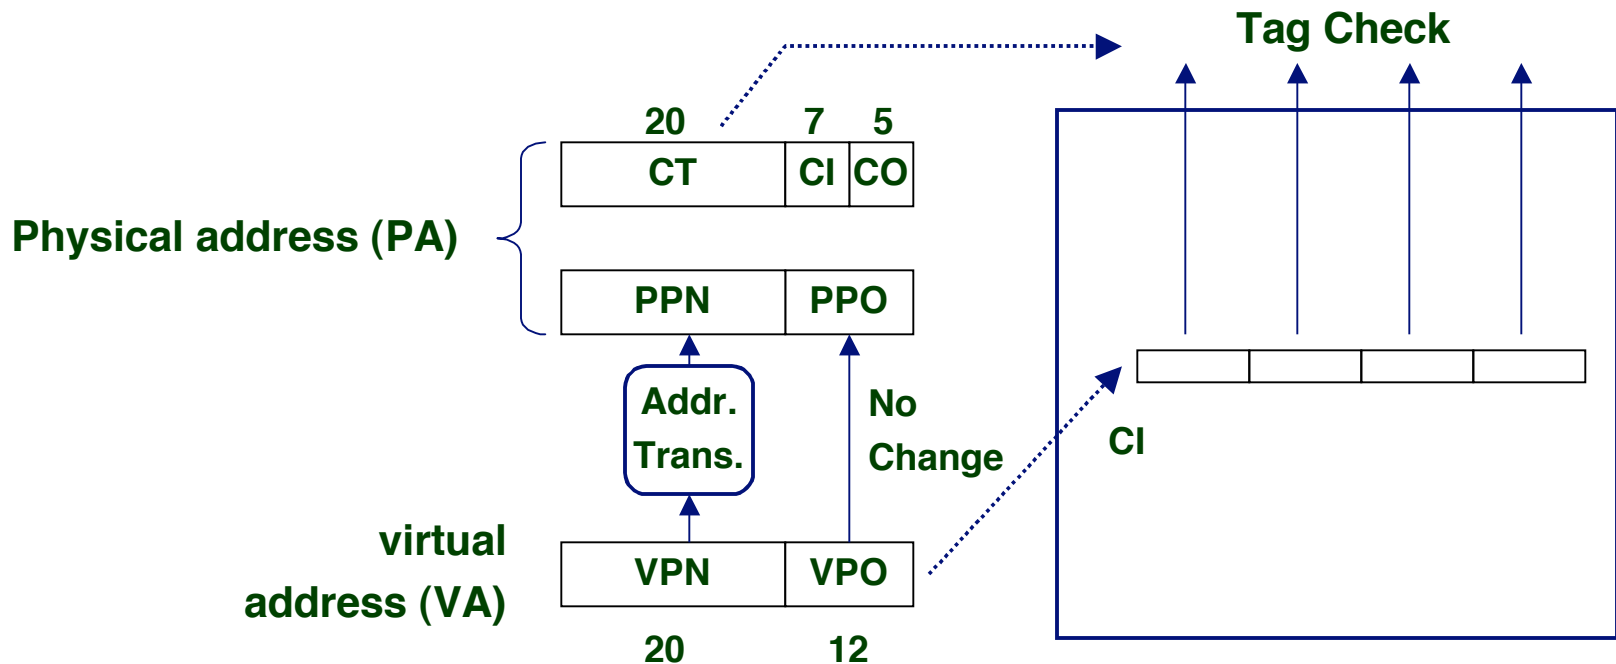 Tag Check
20 7 5
CT CI CO
Physical address (PA)
PPN PPO
Addr.
Trans.
No
Change
CI
virtual
address (VA)
VPN VPO
20 12